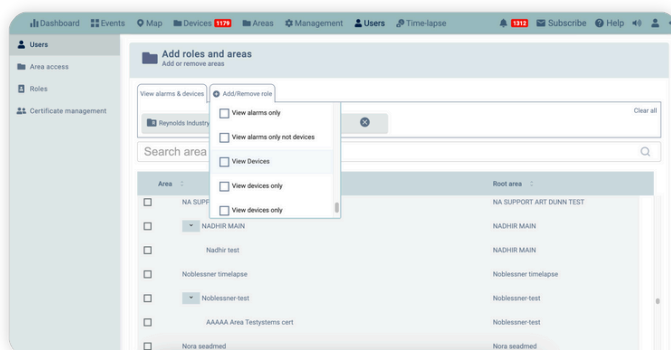 Dashboard Events Map Devices 1179 Areas Management Users Time-lapse 1312 Subscribe Help
Users
Area access
Roles
Certificate management
Add roles and areas
Add or remove areas
View alarms & devices Add/Remove role
Clear all
Reynolds Industry
View alarms only
View alarms only not devices
View Devices
View devices only
View devices only
Search area
Area Root area
NA SUPP NA SUPPORT ART DUNN TEST
NADHIR MAIN NADHIR MAIN
Nadhir test NADHIR MAIN
Noblessner timelapse Noblessner timelapse
Noblessner-test Noblessner-test
AAAAA Area Testystems cert Noblessner-test
Nora seadmed Nora seadmed